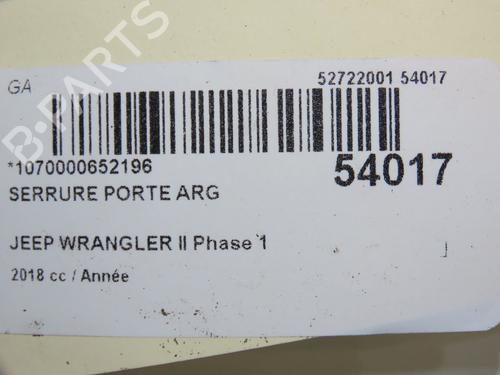 GA
52722001 54017
*1070000652196
54017
SERRURE PORTE ARG
JEEP WRANGLER II Phase 1
2018 cc / Année
B-PARTS